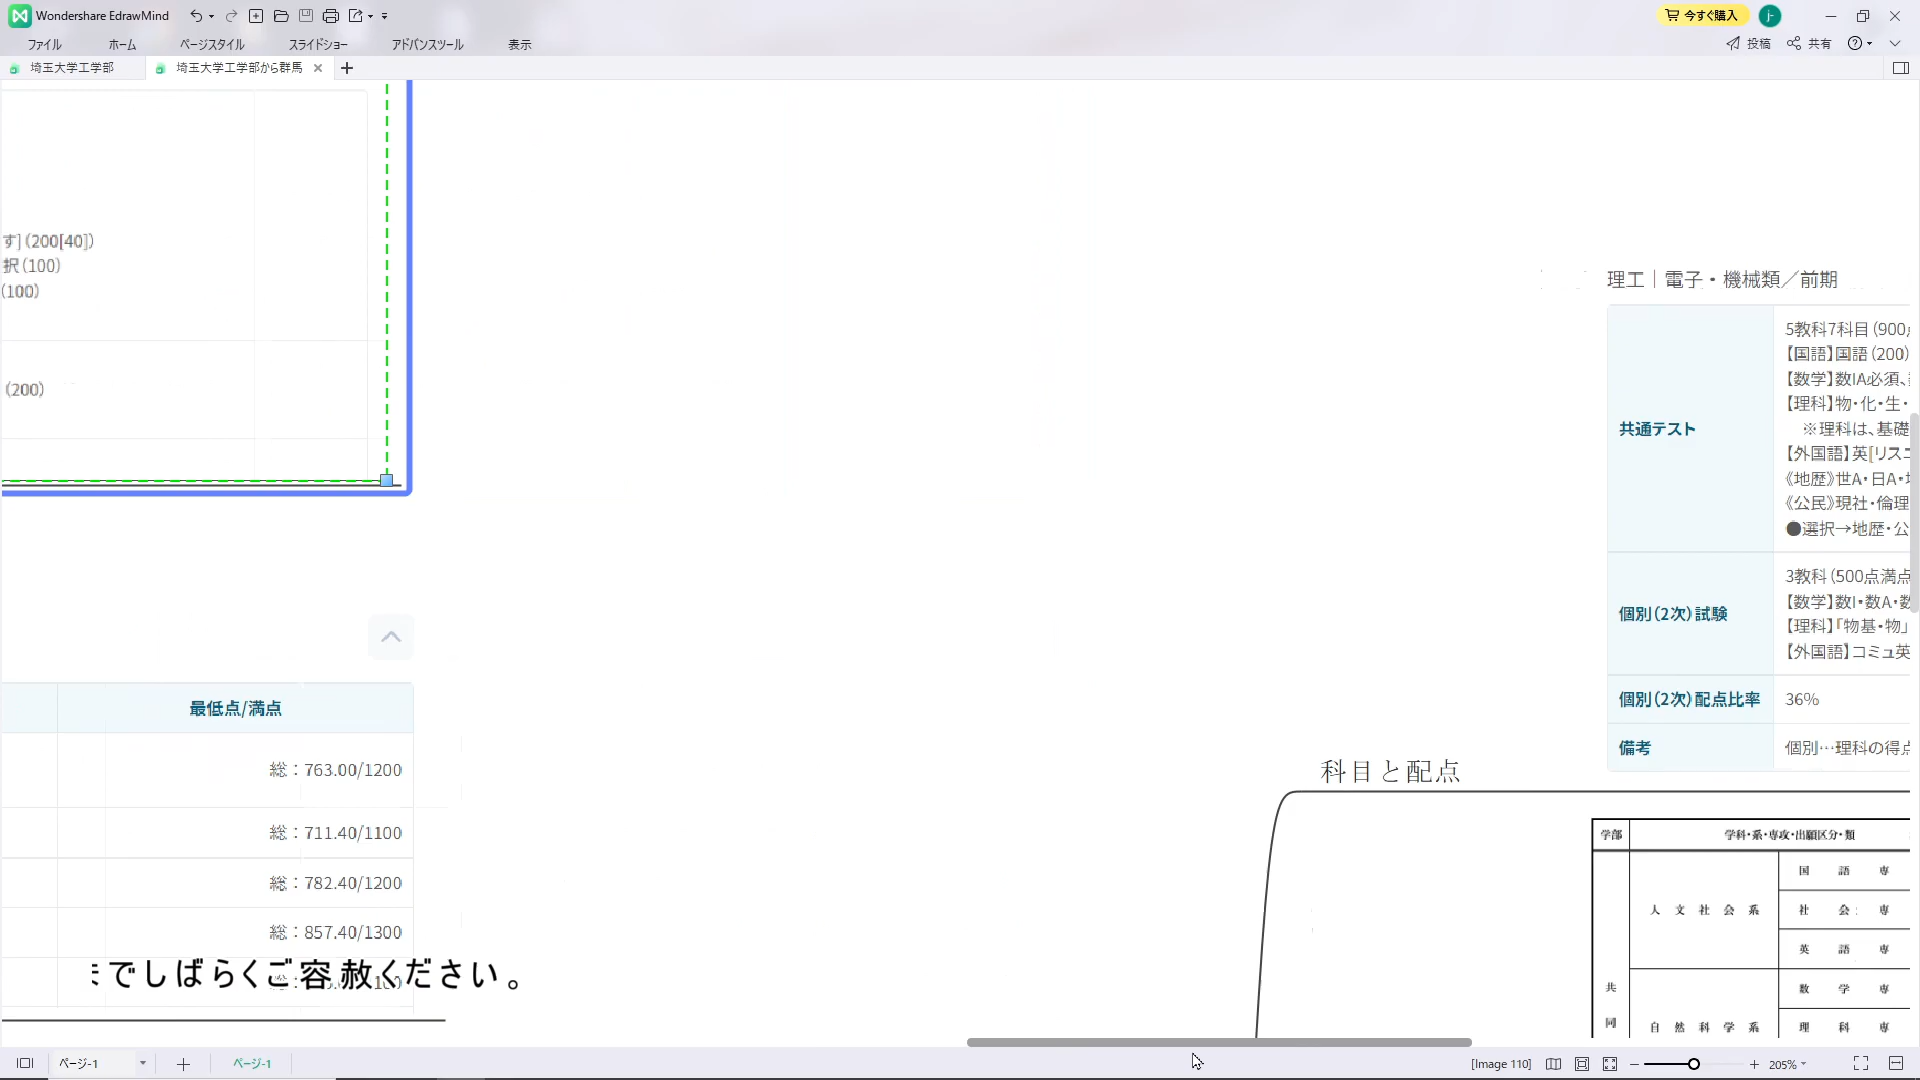 Wondershare EdrawMind
今すぐ購入
j-
ファイル ホーム ページスタイル スライドショー アドバンスツール 表示
投稿 共有
埼玉大学工学部 埼玉大学工学部から群馬
す](200[40])
択(100)
(100)
(200)
理工｜電子・機械類／前期
共通テスト
5教科7科目(900
【国語】国語(200)
【数学】数IA必須、
【理科】物・化・生・
※理科は、基礎
【外国語】英[リス
《地歴》世A・日A・
《公民》現社・倫理
●選択→地歴・公
個別(2次)試験
3教科(500点満点
【数学】数I・数A・数
【理科】『物基・物』
【外国語】コミュ英
個別(2次)配点比率 36%
備考 個別…理科の得点
最低点/満点
総：763.00/1200
総：711.40/1100
総：782.40/1200
総：857.40/1300
科目と配点
学部 学科・系・専攻・出願区分・類
共同
人文社会系
国語専
社会専
英語専
自然科学系
数学専
理科専
でしばらくご容赦ください。
ページ-1 ページ-1
[Image 110] 205%